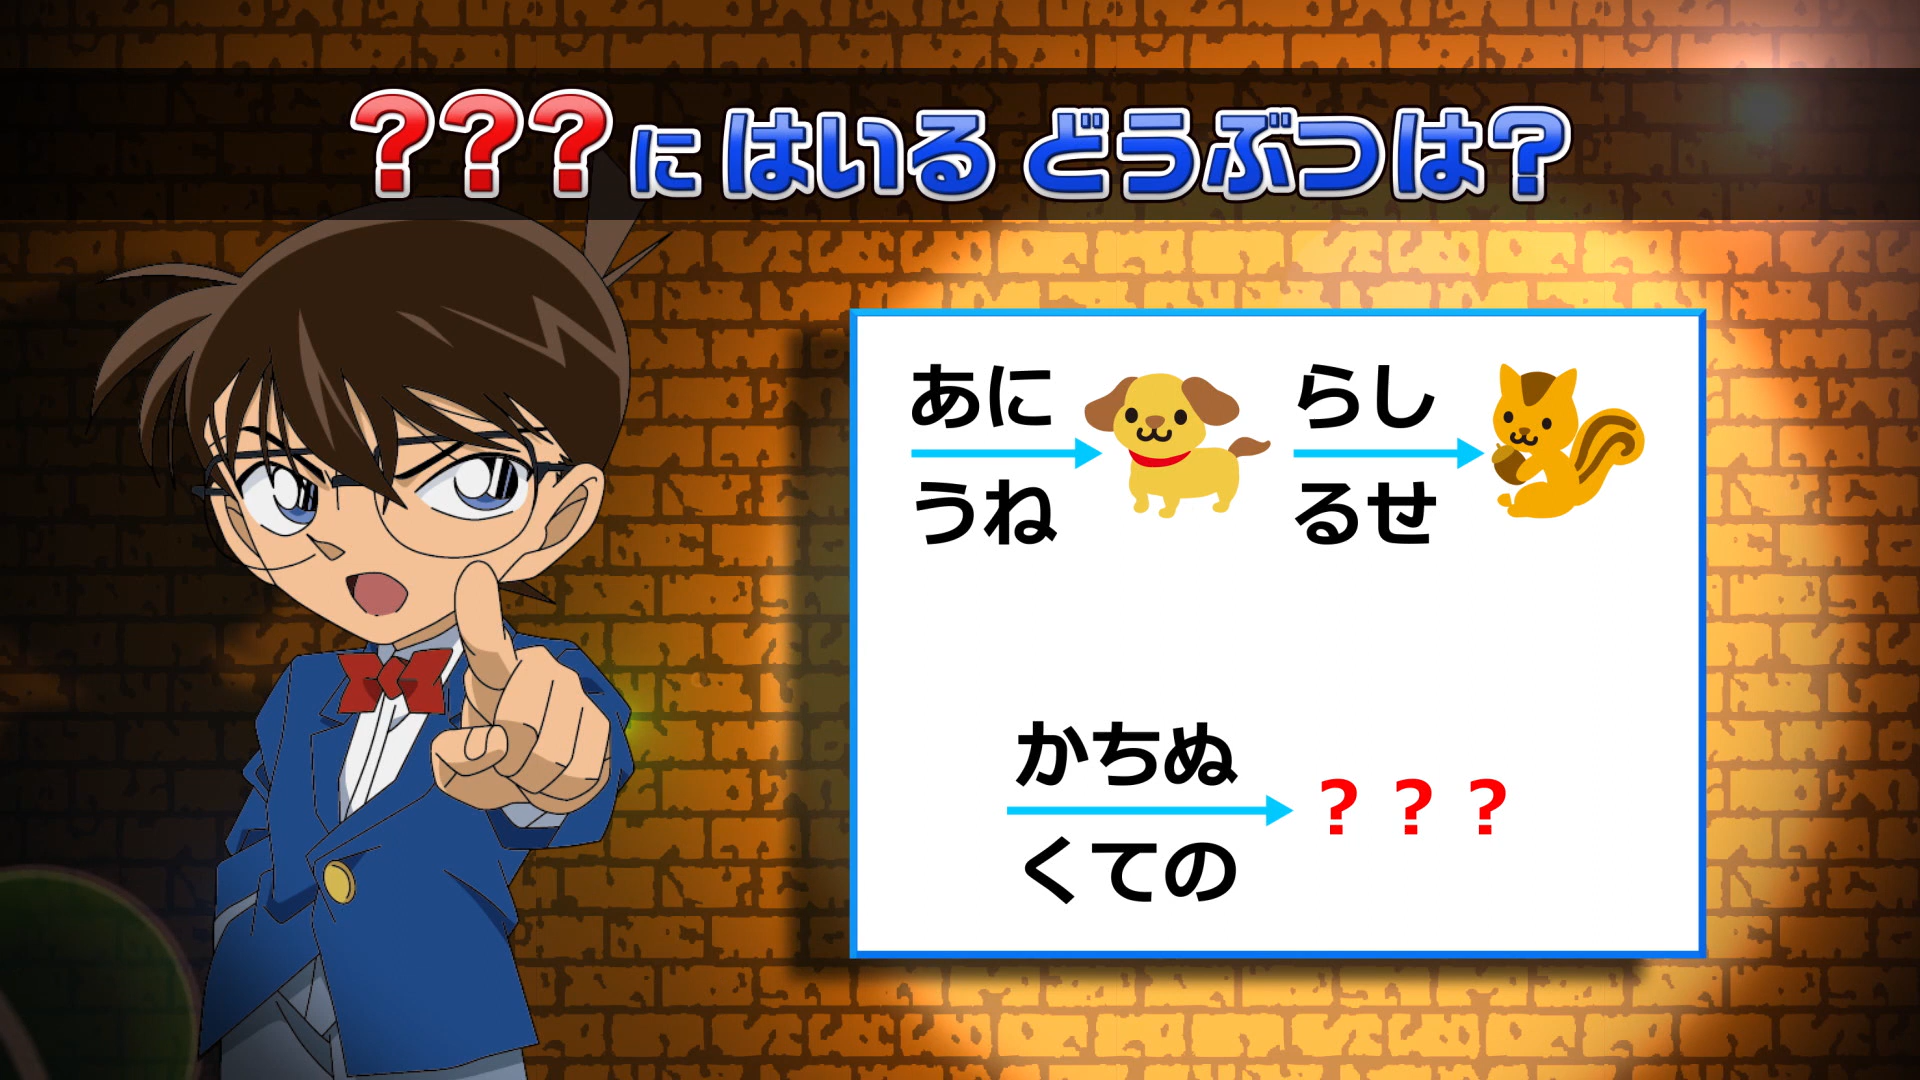 ???に はいる どうぶつは?
あに
うね
らし
るせ
かちぬ
くての
? ? ?